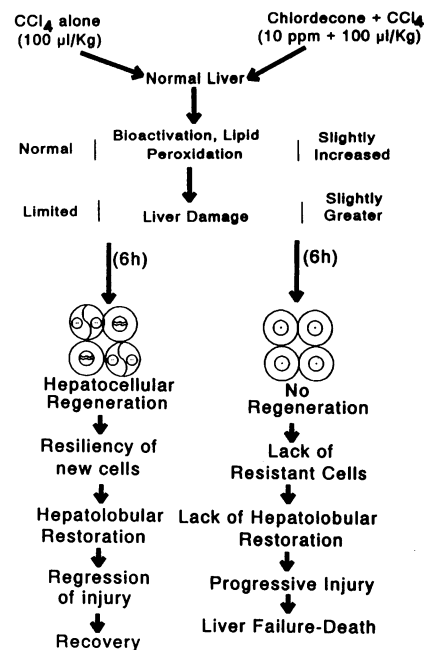 CCl4 alone
(100 µl/Kg)
Chlordecone + CCl4
(10 ppm + 100 µl/Kg)
Normal Liver
Normal
Bioactivation, Lipid
Peroxidation
Slightly
Increased
Limited
Liver Damage
Slightly
Greater
(6h)
(6h)
Hepatocellular
Regeneration
No
Regeneration
Resiliency of
new cells
Lack of
Resistant Cells
Hepatolobular
Restoration
Lack of Hepatolobular
Restoration
Regression
of injury
Progressive Injury
Recovery
Liver Failure-Death